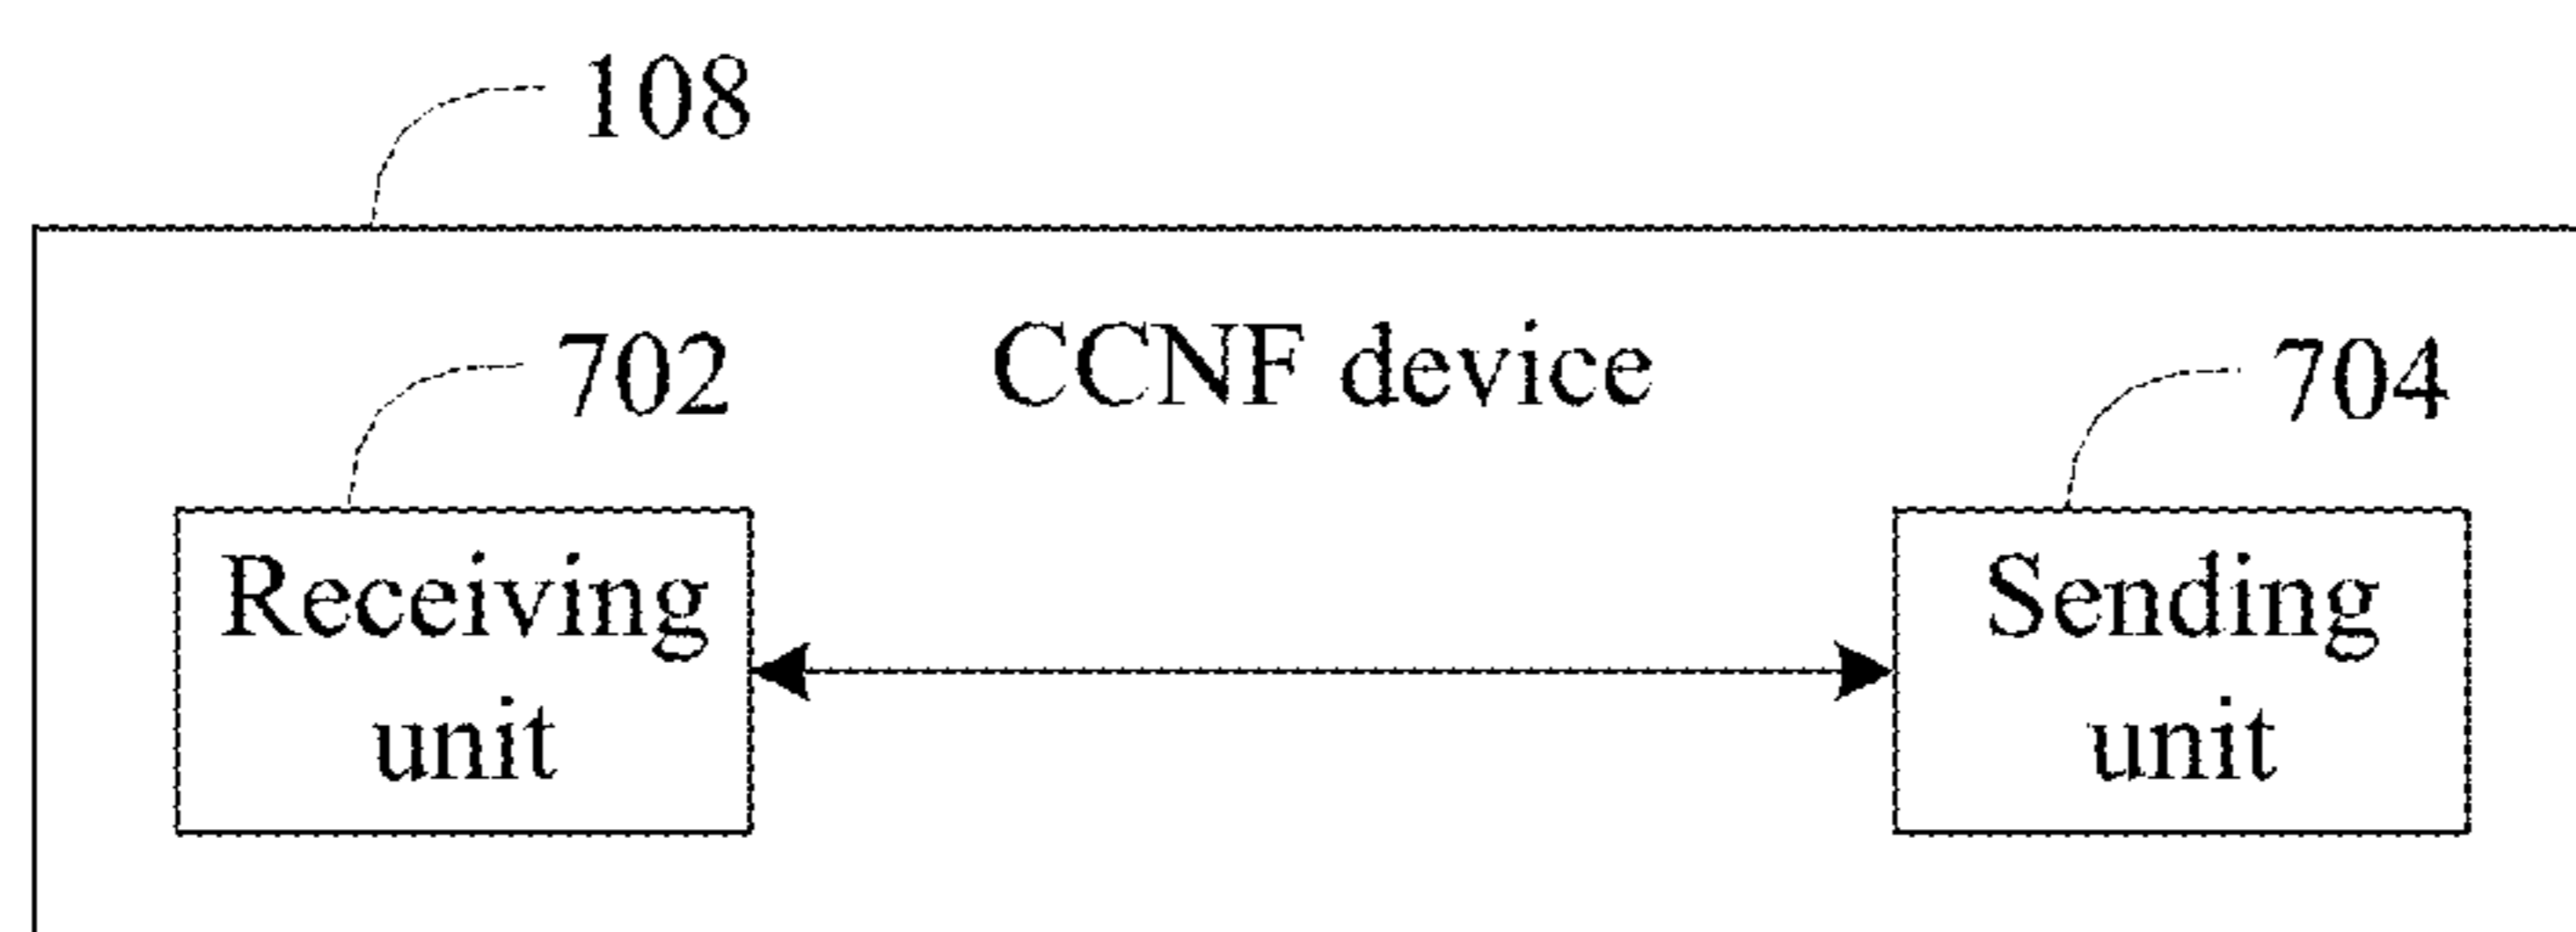 108
702
CCNF device
704
Receiving
unit
Sending
unit